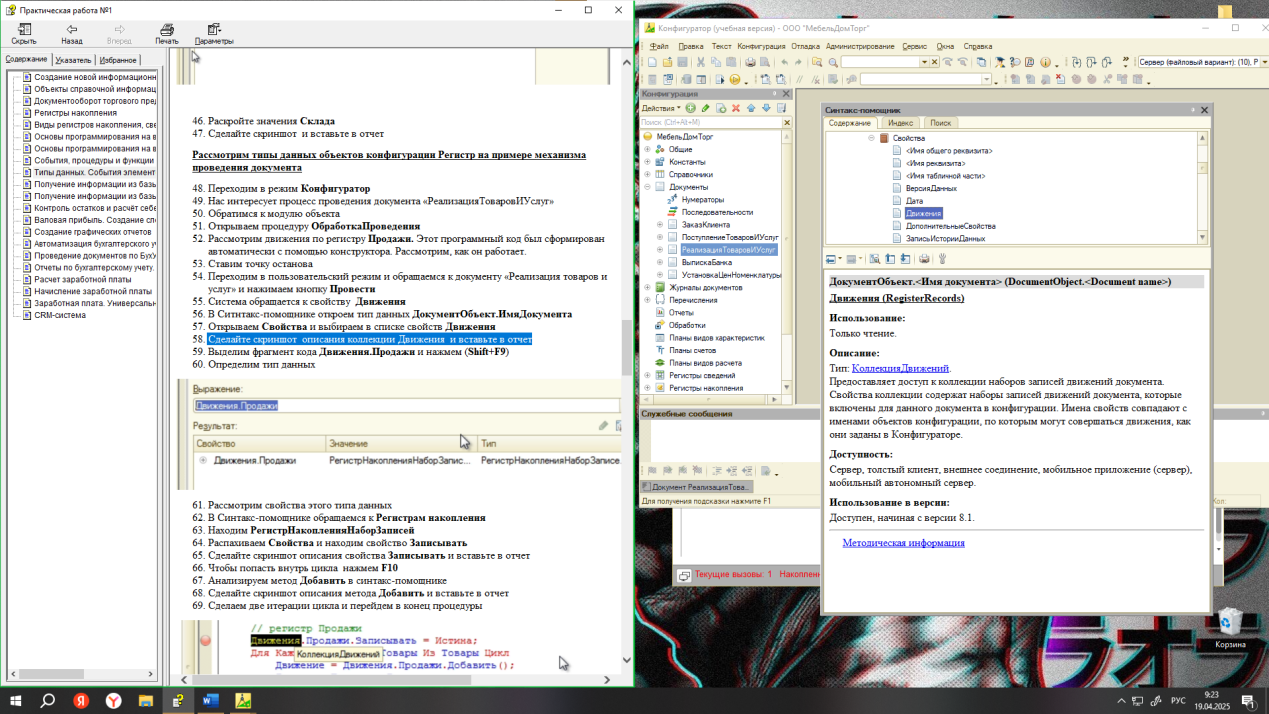 Практическая работа №1
Скрыть
Назад
Вперед
Печать
Параметры
Содержание
Указатель
Избранное
Создание новой информационн
Объекты справочной информац
Документооборот торгового пред
Регистры накопления
Виды регистров накопления, све
Основы программирования на в
Основы программирования на в
События, процедуры и функции
Типы данных. События элемент
Получение информации из базь
Получение информации из базь
Контроль остатков и расчёт себе
Валовая прибыль. Создание сло
Создание графических отчетов
Автоматизация бухгалтерского уч
Проведение документов по БухУ
Отчеты по бухгалтерскому учету.
Расчет заработной платы
Начисление заработной платы
Заработная плата. Универсальн
CRM-система
46. Раскройте значения Склада
47. Сделайте скриншот и вставьте в отчет
Рассмотрим типы данных объектов конфигурации Регистр на примере механизма
проведения документа
48. Переходим в режим Конфигуратор
49. Нас интересует процесс проведения документа «РеализацияТоваровИУслуг»
50. Обратимся к модулю объекта
51. Открываем процедуру ОбработкаПроведения
52. Рассмотрим движения по регистру Продажи. Этот программный код был сформирован
автоматически с помощью конструктора. Рассмотрим, как он работает.
53. Ставим точку останова
54. Переходим в пользовательский режим и обращаемся к документу «Реализация товаров и
услуг» и нажимаем кнопку Провести
55. Система обращается к свойству Движения
56. В Ситнтакс-помощнике откроем тип данных ДокументОбъект.ИмяДокумента
57. Открываем Свойства и выбираем в списке свойств Движения
58. Сделайте скриншот описания коллекции Движения и вставьте в отчет
59. Выделим фрагмент кода Движения.Продажи и нажмем (Shift+F9)
60. Определим тип данных
Выражение:
Движения.Продажи
Результат:
Свойство
Значение
Тип
Движения.Продажи
РегистрНакопленияНаборЗапис...
РегистрНакопленияНаборЗаписе.
61. Рассмотрим свойства этого типа данных
62. В Синтакс-помощнике обращаемся к Регистрам накопления
63. Находим РегистрНакопленияНаборЗаписей
64. Распахиваем Свойства и находим свойство Записывать
65. Сделайте скриншот описания свойства Записывать и вставьте в отчет
66. Чтобы попасть внутрь цикла нажмем F10
67. Анализируем метод Добавить в синтакс-помощнике
68. Сделайте скриншот описания метода Добавить и вставьте в отчет
69. Сделаем две итерации цикла и перейдем в конец процедуры
// регистр Продажи
Движения.Продажи.Записывать = Истина;
Для Каж
КоллекцияДвижений
Товары Из Товары Цикл
Движение = Движения.Продажи.Добавить();
Конфигуратор (учебная версия) - ООО "МебельДомТорг"
Файл Правка Текст Конфигурация Отладка Администрирование Сервис Окна Справка
Сервер (файловый вариант): (10), Р
Конфигурация
Действия
Поиск (Ctrl+Alt+M)
МебельДомТорг
Общие
Константы
Справочники
Документы
Нумераторы
Последовательности
ЗаказКлиента
ПоступлениеТоваровИУслуг
РеализацияТоваровИУслуг
ВыпискаБанка
УстановкаЦенНоменклатуры
Журналы документов
Перечисления
Отчеты
Обработки
Планы видов характеристик
Планы счетов
Планы видов расчета
Регистры сведений
Регистры накопления
Служебные сообщения
Документ РеализацияТова...
Для получения подсказки нажмите F1
Кол:
Текущие вызовы: 1 Накоплен
Синтакс-помощник
Содержание
Индекс
Поиск
Свойства
<Имя общего реквизита>
<Имя реквизита>
<Имя табличной части>
ВерсияДанных
Дата
Движения
ДополнительныеСвойства
ЗаписьИсторииДанных
ДокументОбъект.<Имя документа> (DocumentObject.<Document name>)
Движения (RegisterRecords)
Использование:
Только чтение.
Описание:
Тип: КоллекцияДвижений.
Предоставляет доступ к коллекции наборов записей движений документа.
Свойства коллекции содержат наборы записей движений документа, которые
включены для данного документа в конфигурации. Имена свойств совпадают с
именами объектов конфигурации, по которым могут совершаться движения, как
они заданы в Конфигураторе.
Доступность:
Сервер, толстый клиент, внешнее соединение, мобильное приложение (сервер),
мобильный автономный сервер.
Использование в версии:
Доступен, начиная с версии 8.1.
Методическая информация
Корзина
РУС
9:23
19.04.2025